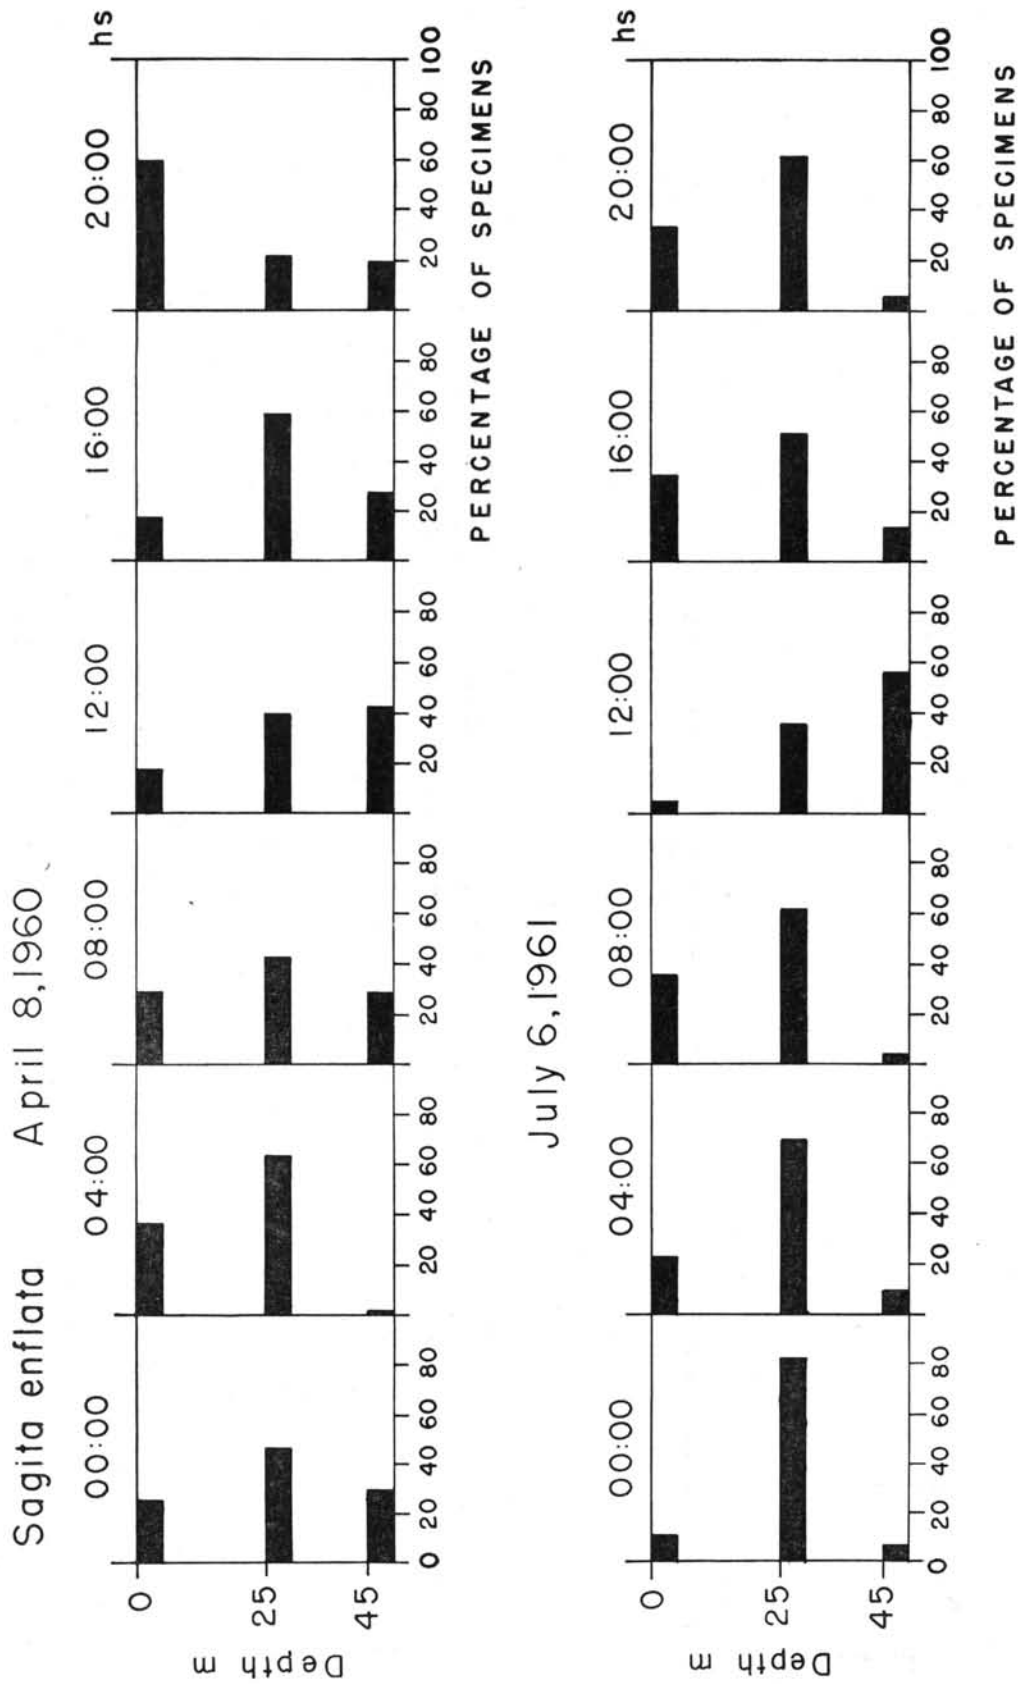 Sagita enflata April 8,1960
00:00 04:00 08:00 12:00 16:00 20:00 hs
0
25
45
Depth m
0 20 40 60 80 20 40 60 80 20 40 60 80 20 40 60 80 20 40 60 80 20 40 60 80 100
PERCENTAGE OF SPECIMENS
July 6,1961
00:00 04:00 08:00 12:00 16:00 20:00 hs
0
25
45
Depth m
0 20 40 60 80 20 40 60 80 20 40 60 80 20 40 60 80 20 40 60 80 20 40 60 80 100
PERCENTAGE OF SPECIMENS